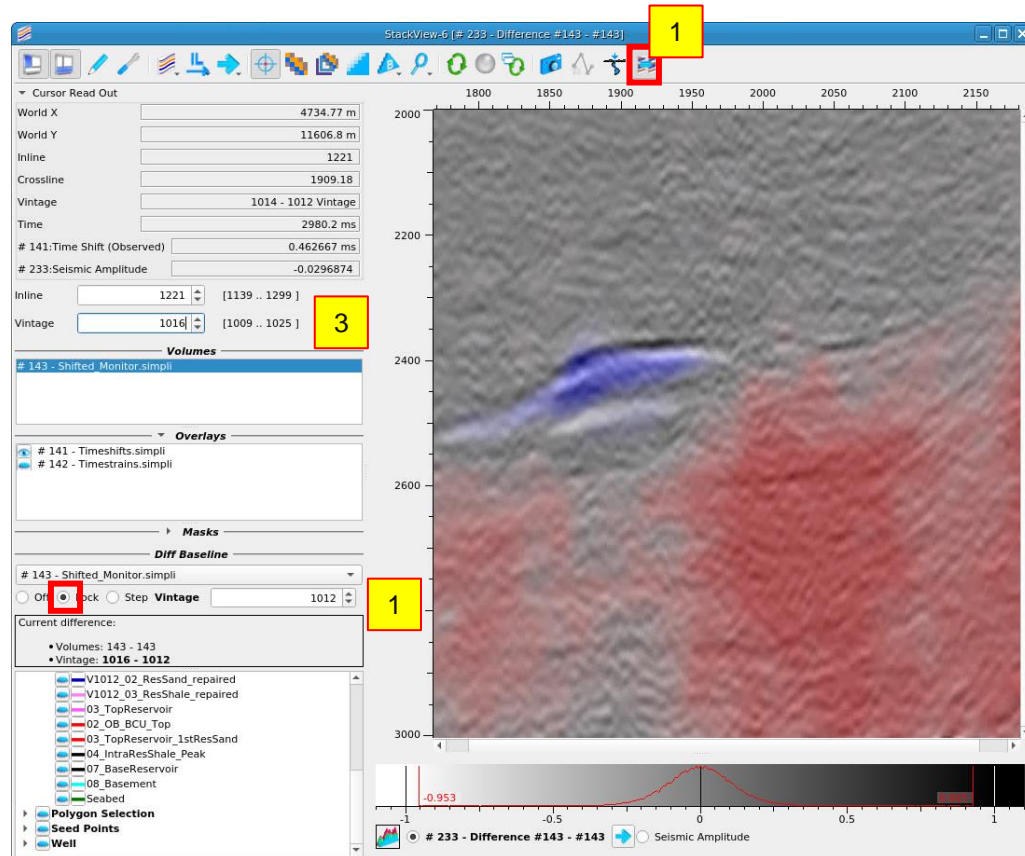 StackView-6 [# 233 - Difference #143 - #143]
1
Cursor Read Out
World X 4734.77 m
World Y 11606.8 m
Inline 1221
Crossline 1909.18
Vintage 1014 - 1012 Vintage
Time 2980.2 ms
# 141:Time Shift (Observed) 0.462667 ms
# 233:Seismic Amplitude -0.0296874
Inline 1221 [1139 .. 1299 ]
Vintage 1016 [1009 .. 1025 ]
3
Volumes
# 143 - Shifted_Monitor.simpli
Overlays
# 141 - Timeshifts.simpli
# 142 - Timestrains.simpli
Masks
Diff Baseline
# 143 - Shifted_Monitor.simpli
Off Lock Step Vintage 1012
1
Current difference:
• Volumes: 143 - 143
• Vintage: 1016 - 1012
V1012_02_ResSand_repaired
V1012_03_ResShale_repaired
03_TopReservoir
02_OB_BCU_Top
03_TopReservoir_1stResSand
04_IntraResShale_Peak
07_BaseReservoir
08_Basement
Seabed
Polygon Selection
Seed Points
Well
1800 1850 1900 1950 2000 2050 2100 2150
2000
2200
2400
2600
3000
-0.953
-1 -0.5 0 0.5 1
# 233 - Difference #143 - #143 Seismic Amplitude